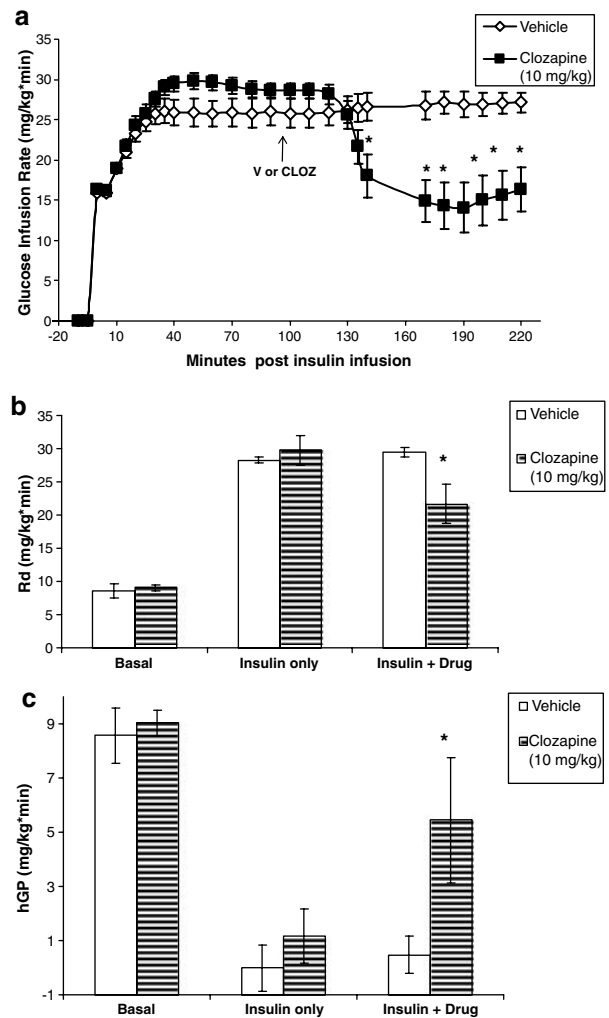 a
Vehicle
Clozapine
(10 mg/kg)
Glucose Infusion Rate (mg/kg*min)
35
30
25
20
15
10
5
0
V or CLOZ
* * * * * *
-20 10 40 70 100 130 160 190 220
Minutes post insulin infusion
b
Vehicle
Clozapine
(10 mg/kg)
Rd (mg/kg*min)
35
30
25
20
15
10
5
0
*
Basal Insulin only Insulin + Drug
c
Vehicle
Clozapine
(10 mg/kg)
hGP (mg/kg*min)
9
7
5
3
1
-1
*
Basal Insulin only Insulin + Drug